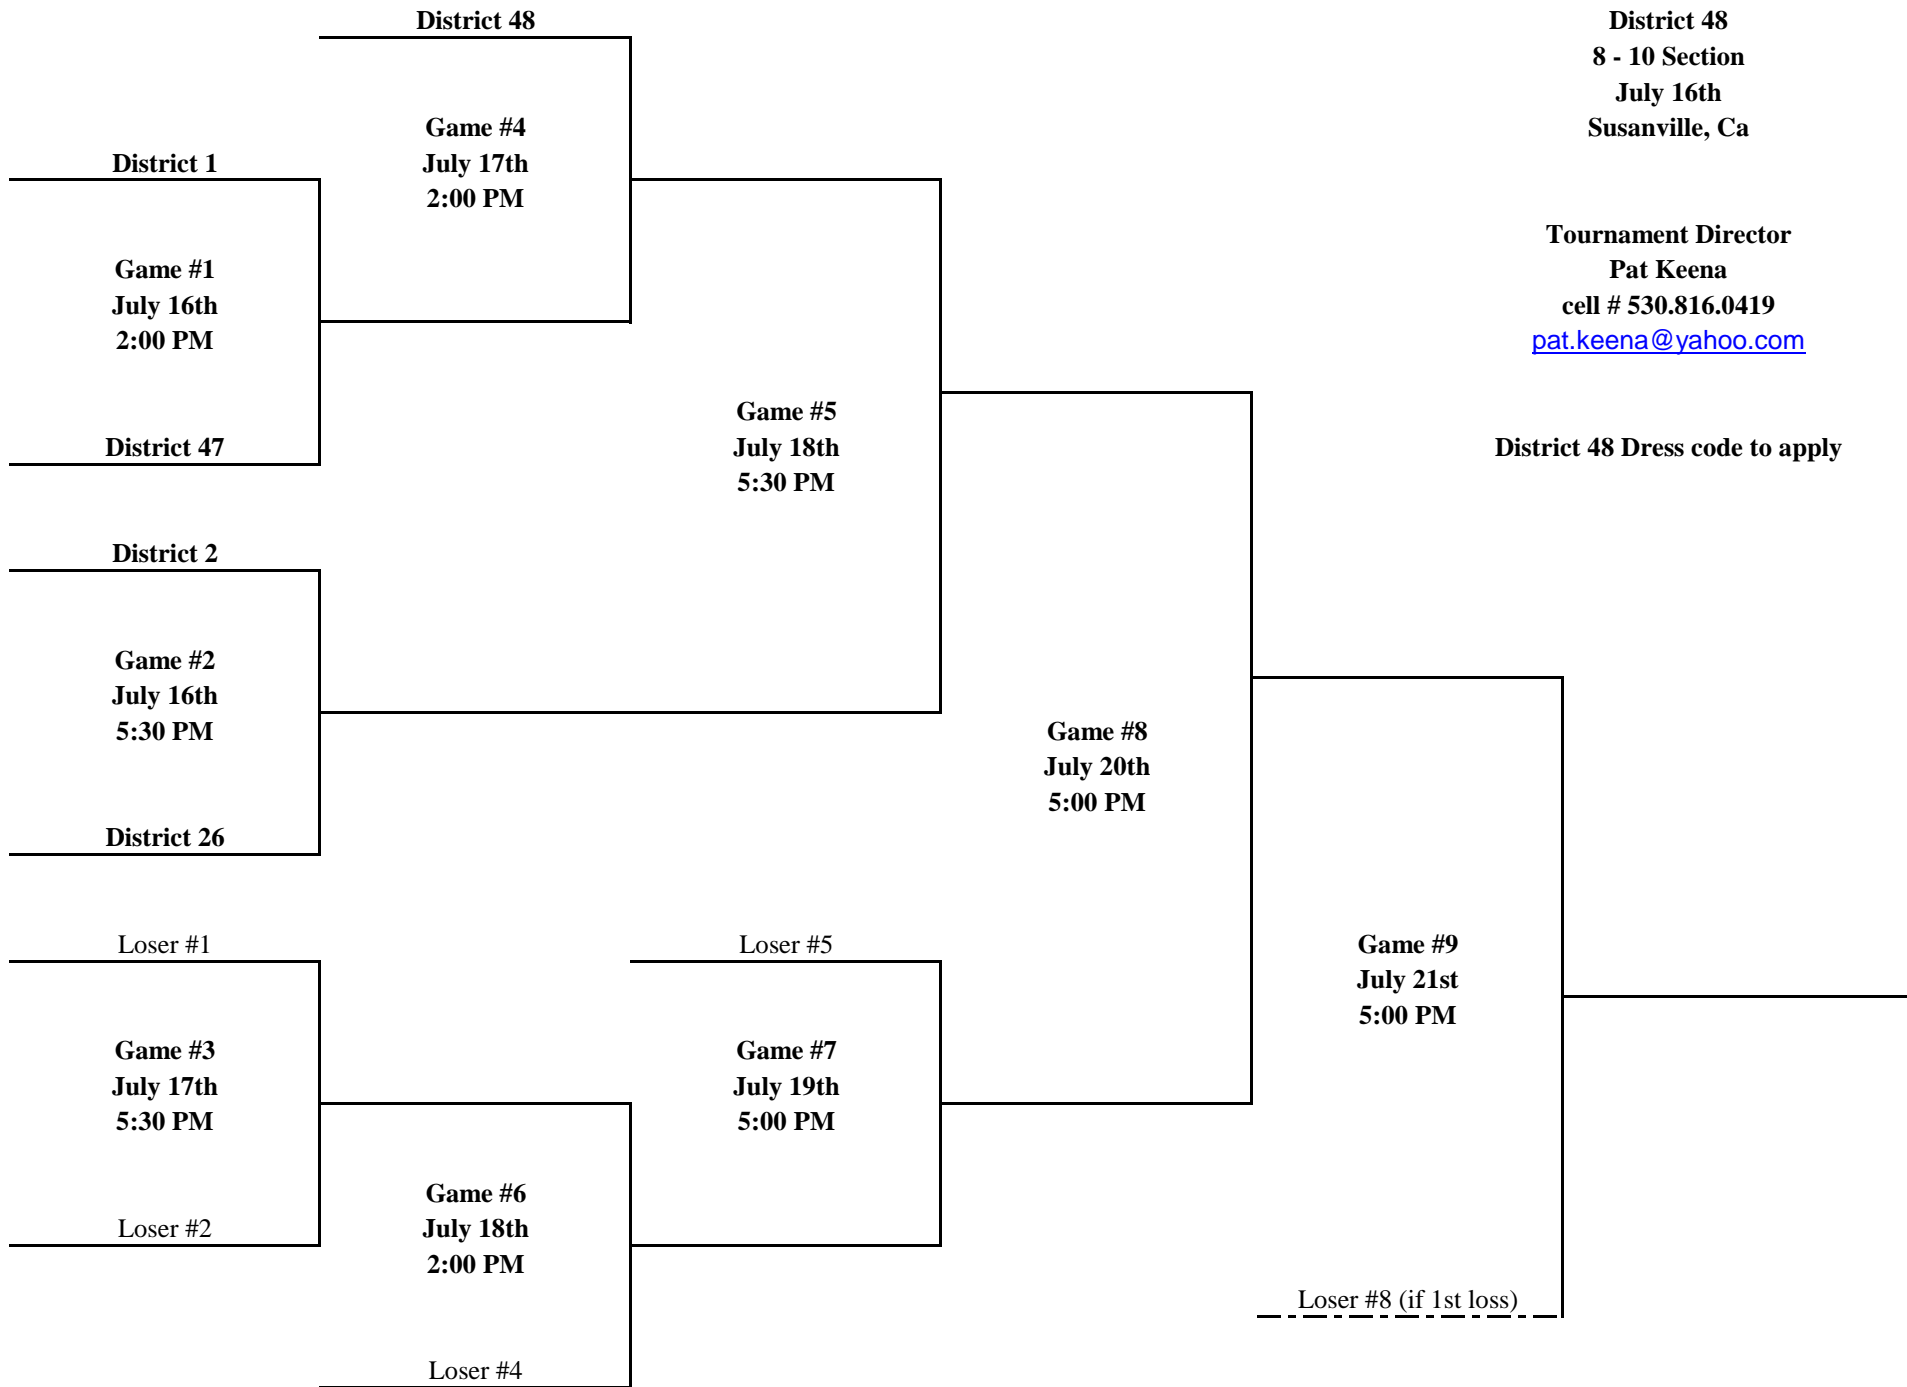 District 48
District 48
8 - 10 Section
July 16th
Susanville, Ca
Game #4
July 17th
2:00 PM
District 1
Tournament Director
Pat Keena
cell # 530.816.0419
pat.keena@yahoo.com
Game #1
July 16th
2:00 PM
District 47
Game #5
July 18th
5:30 PM
District 48 Dress code to apply
District 2
Game #2
July 16th
5:30 PM
District 26
Game #8
July 20th
5:00 PM
Loser #1
Loser #5
Game #9
July 21st
5:00 PM
Game #3
July 17th
5:30 PM
Game #7
July 19th
5:00 PM
Loser #2
Game #6
July 18th
2:00 PM
Loser #8 (if 1st loss)
Loser #4